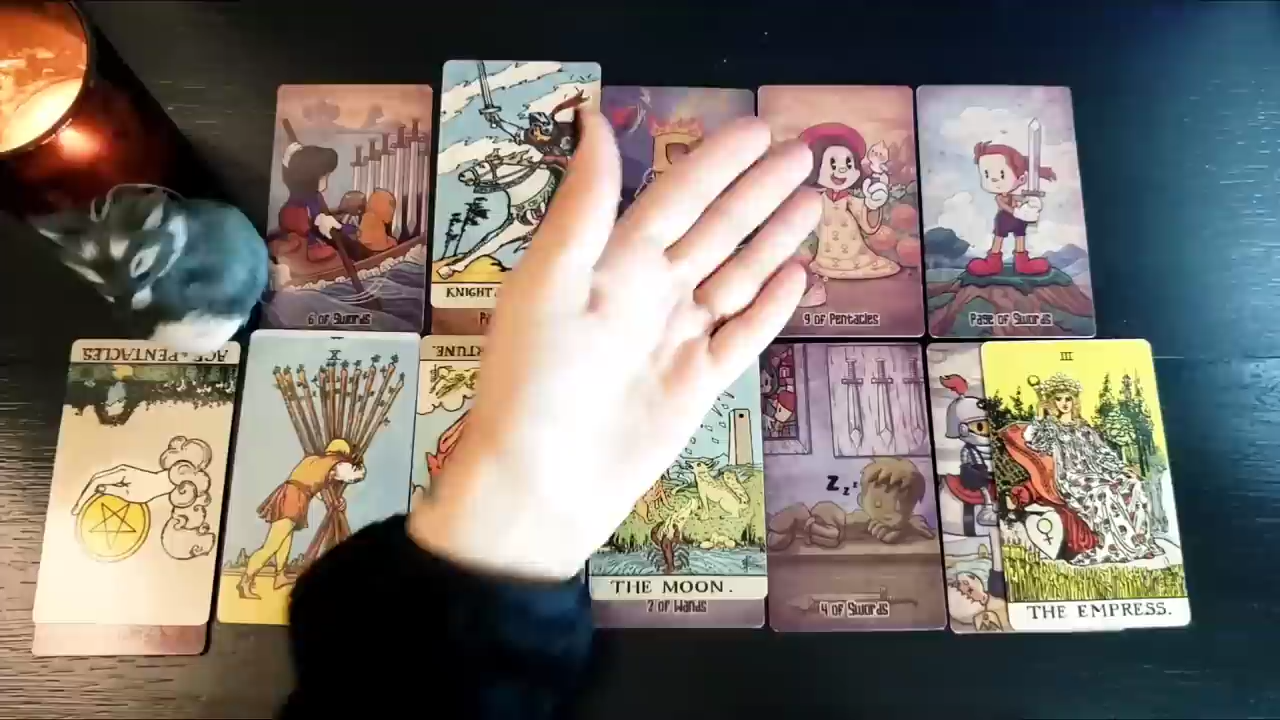 6 of Swords
KNIGHT
9 of Pentacles
Page of Swords
ACE of PENTACLES
X
III
THE MOON.
2 of Wands
4 of Swords
Z z z
THE EMPRESS.